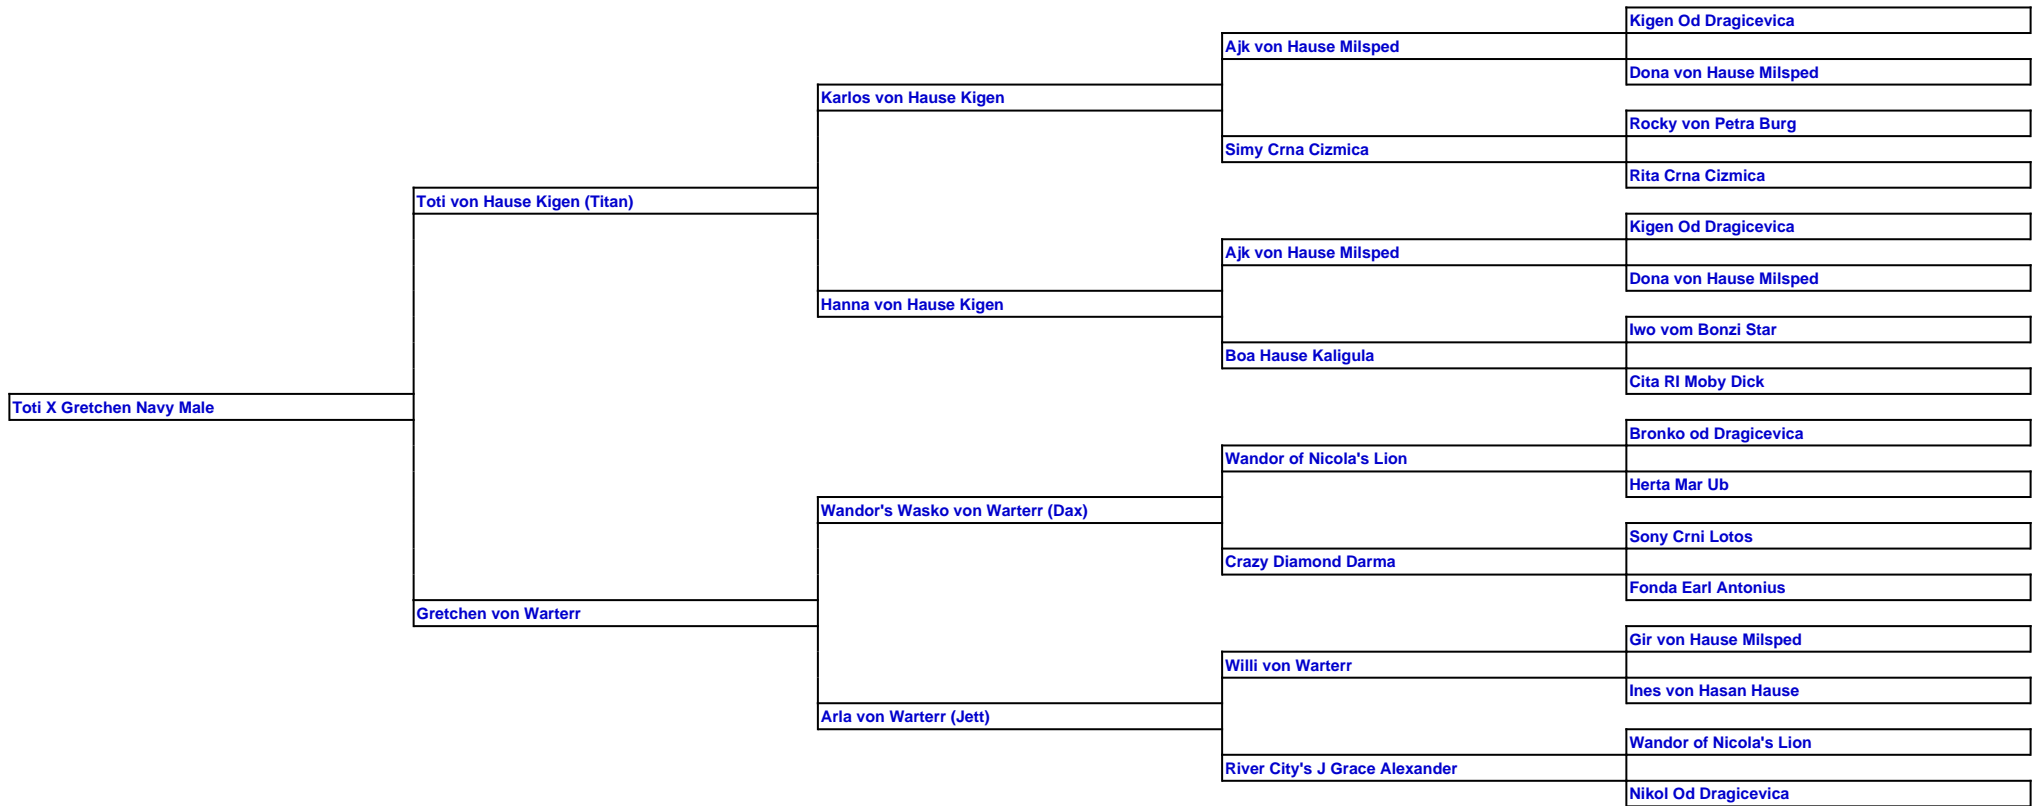 Kigen Od Dragicevica
Ajk von Hause Milsped
Dona von Hause Milsped
Karlos von Hause Kigen
Rocky von Petra Burg
Simy Crna Cizmica
Rita Crna Cizmica
Toti von Hause Kigen (Titan)
Kigen Od Dragicevica
Ajk von Hause Milsped
Dona von Hause Milsped
Hanna von Hause Kigen
Iwo vom Bonzi Star
Boa Hause Kaligula
Cita RI Moby Dick
Toti X Gretchen Navy Male
Bronko od Dragicevica
Wandor of Nicola's Lion
Herta Mar Ub
Wandor's Wasko von Warterr (Dax)
Sony Crni Lotos
Crazy Diamond Darma
Fonda Earl Antonius
Gretchen von Warterr
Gir von Hause Milsped
Willi von Warterr
Ines von Hasan Hause
Arla von Warterr (Jett)
Wandor of Nicola's Lion
River City's J Grace Alexander
Nikol Od Dragicevica